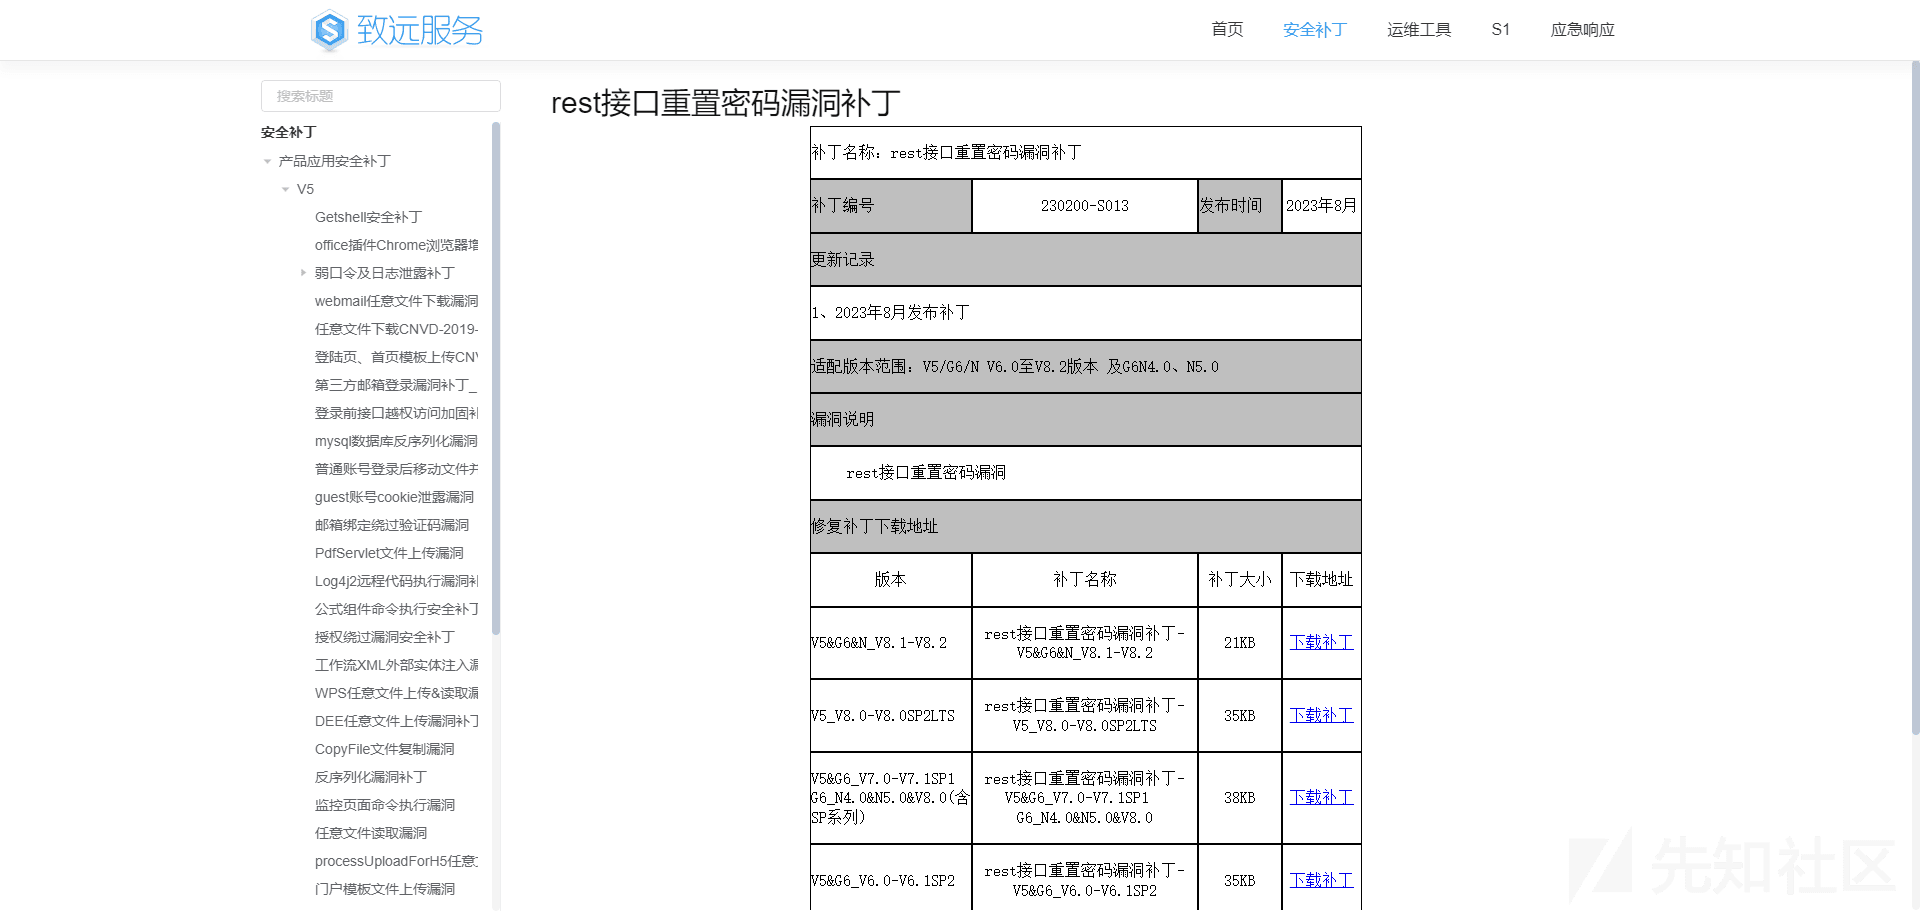 致远服务
首页
安全补丁
运维工具
S1
应急响应
搜索标题
安全补丁
产品应用安全补丁
V5
Getshell安全补丁
office插件Chrome浏览器增
弱口令及日志泄露补丁
webmail任意文件下载漏洞
任意文件下载CNVD-2019-
登陆页、首页模板上传CNV
第三方邮箱登录漏洞补丁_
登录前接口越权访问加固补
mysql数据库反序列化漏洞
普通账号登录后移动文件并
guest账号cookie泄露漏洞
邮箱绑定绕过验证码漏洞
PdfServlet文件上传漏洞
Log4j2远程代码执行漏洞补
公式组件命令执行安全补丁
授权绕过漏洞安全补丁
工作流XML外部实体注入漏
WPS任意文件上传&读取漏
DEE任意文件上传漏洞补丁
CopyFile文件复制漏洞
反序列化漏洞补丁
监控页面命令执行漏洞
任意文件读取漏洞
processUploadForH5任意
门户模板文件上传漏洞
rest接口重置密码漏洞补丁
补丁名称：rest接口重置密码漏洞补丁
补丁编号 230200-S013 发布时间 2023年8月
更新记录
1、2023年8月发布补丁
适配版本范围：V5/G6/N V6.0至V8.2版本 及G6N4.0、N5.0
漏洞说明
rest接口重置密码漏洞
修复补丁下载地址
版本 补丁名称 补丁大小 下载地址
V5&G6&N_V8.1-V8.2
rest接口重置密码漏洞补丁-
V5&G6&N_V8.1-V8.2
21KB
下载补丁
V5_V8.0-V8.0SP2LTS
rest接口重置密码漏洞补丁-
V5_V8.0-V8.0SP2LTS
35KB
下载补丁
V5&G6_V7.0-V7.1SP1
G6_N4.0&N5.0&V8.0(含
SP系列)
rest接口重置密码漏洞补丁-
V5&G6_V7.0-V7.1SP1
G6_N4.0&N5.0&V8.0
38KB
下载补丁
V5&G6_V6.0-V6.1SP2
rest接口重置密码漏洞补丁-
V5&G6_V6.0-V6.1SP2
35KB
下载补丁
先知社区